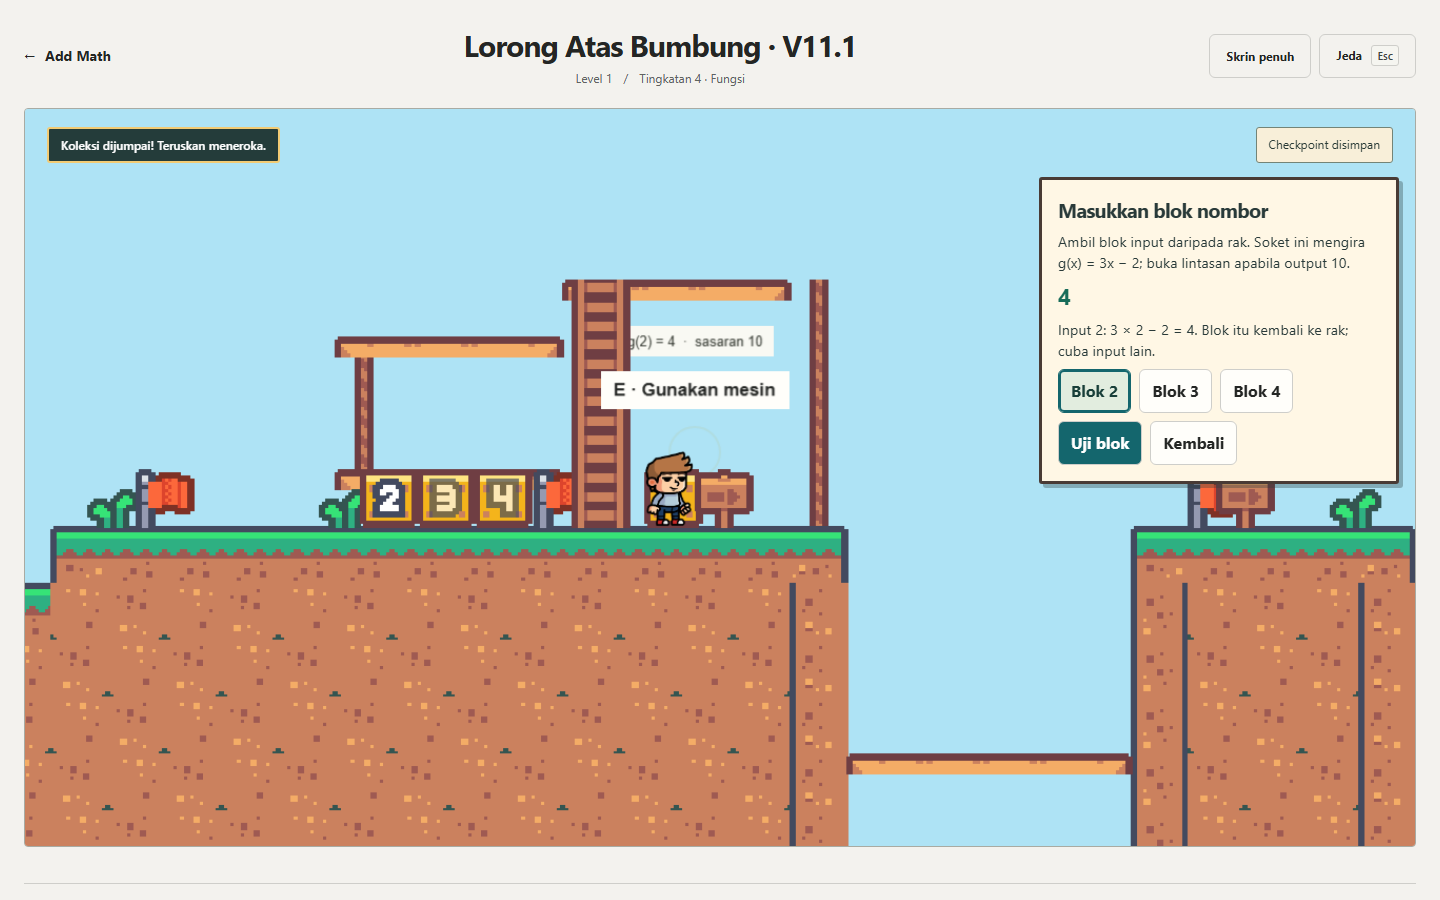 ← Add Math
Lorong Atas Bumbung · V11.1
Level 1 / Tingkatan 4 · Fungsi
Skrin penuh
Jeda Esc
Koleksi dijumpai! Teruskan meneroka.
Checkpoint disimpan
Masukkan blok nombor
Ambil blok input daripada rak. Soket ini mengira
g(x) = 3x − 2; buka lintasan apabila output 10.
4
Input 2: 3 × 2 − 2 = 4. Blok itu kembali ke rak;
cuba input lain.
Blok 2 Blok 3 Blok 4
Uji blok Kembali
g(2) = 4 · sasaran 10
E · Gunakan mesin
2 3 4